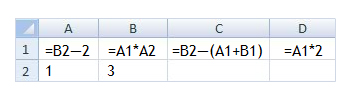 A B C D
1 =B2—2 =A1*A2 =B2—(A1+B1) =A1*2
2 1 3